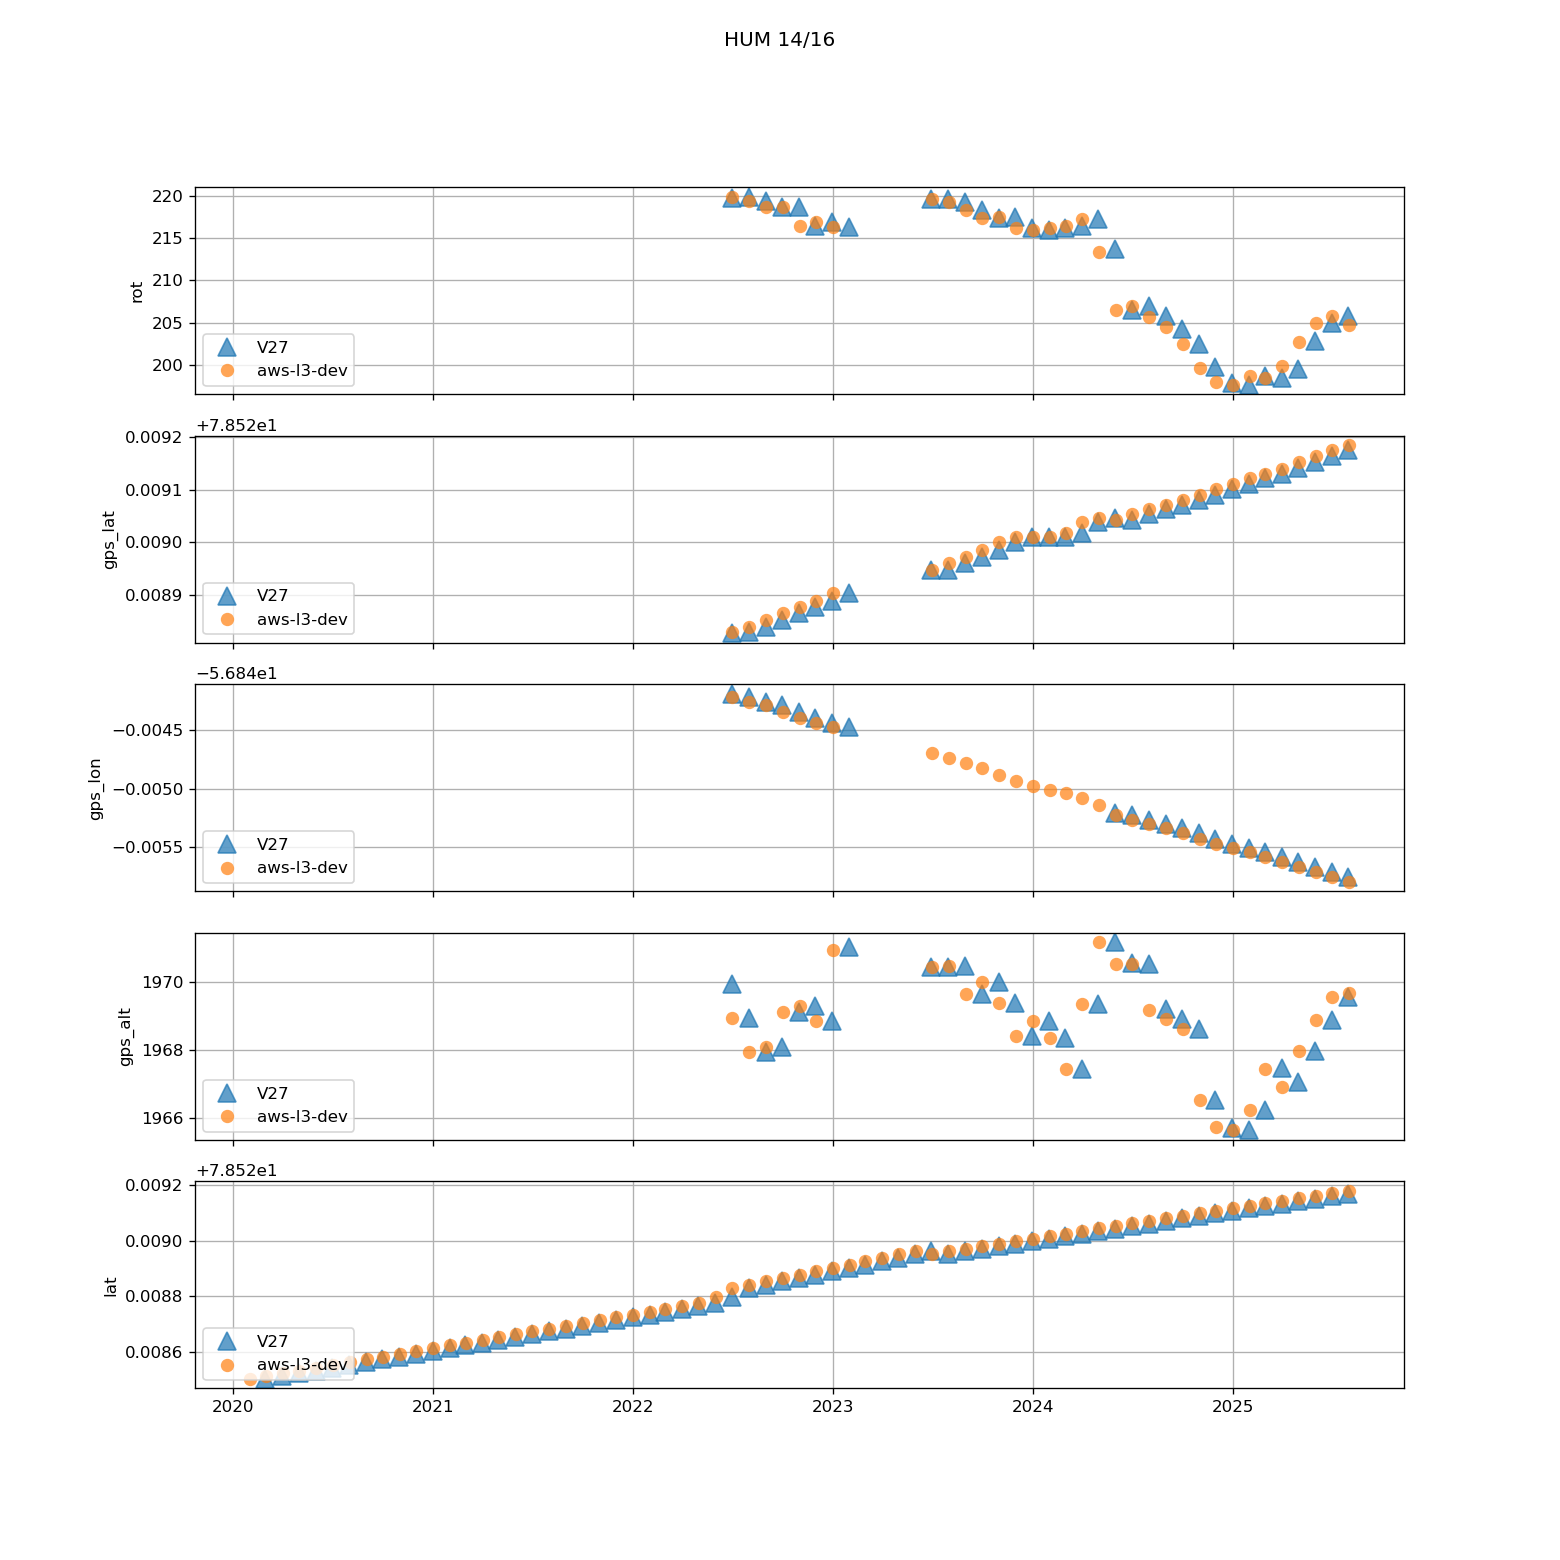 HUM 14/16
220
215
210
205
200
rot
V27
aws-l3-dev
+7.852e1
0.0092
0.0091
0.0090
0.0089
gps_lat
V27
aws-l3-dev
−5.684e1
−0.0045
−0.0050
−0.0055
gps_lon
V27
aws-l3-dev
1970
1968
1966
gps_alt
V27
aws-l3-dev
+7.852e1
0.0092
0.0090
0.0088
0.0086
lat
V27
aws-l3-dev
2020 2021 2022 2023 2024 2025